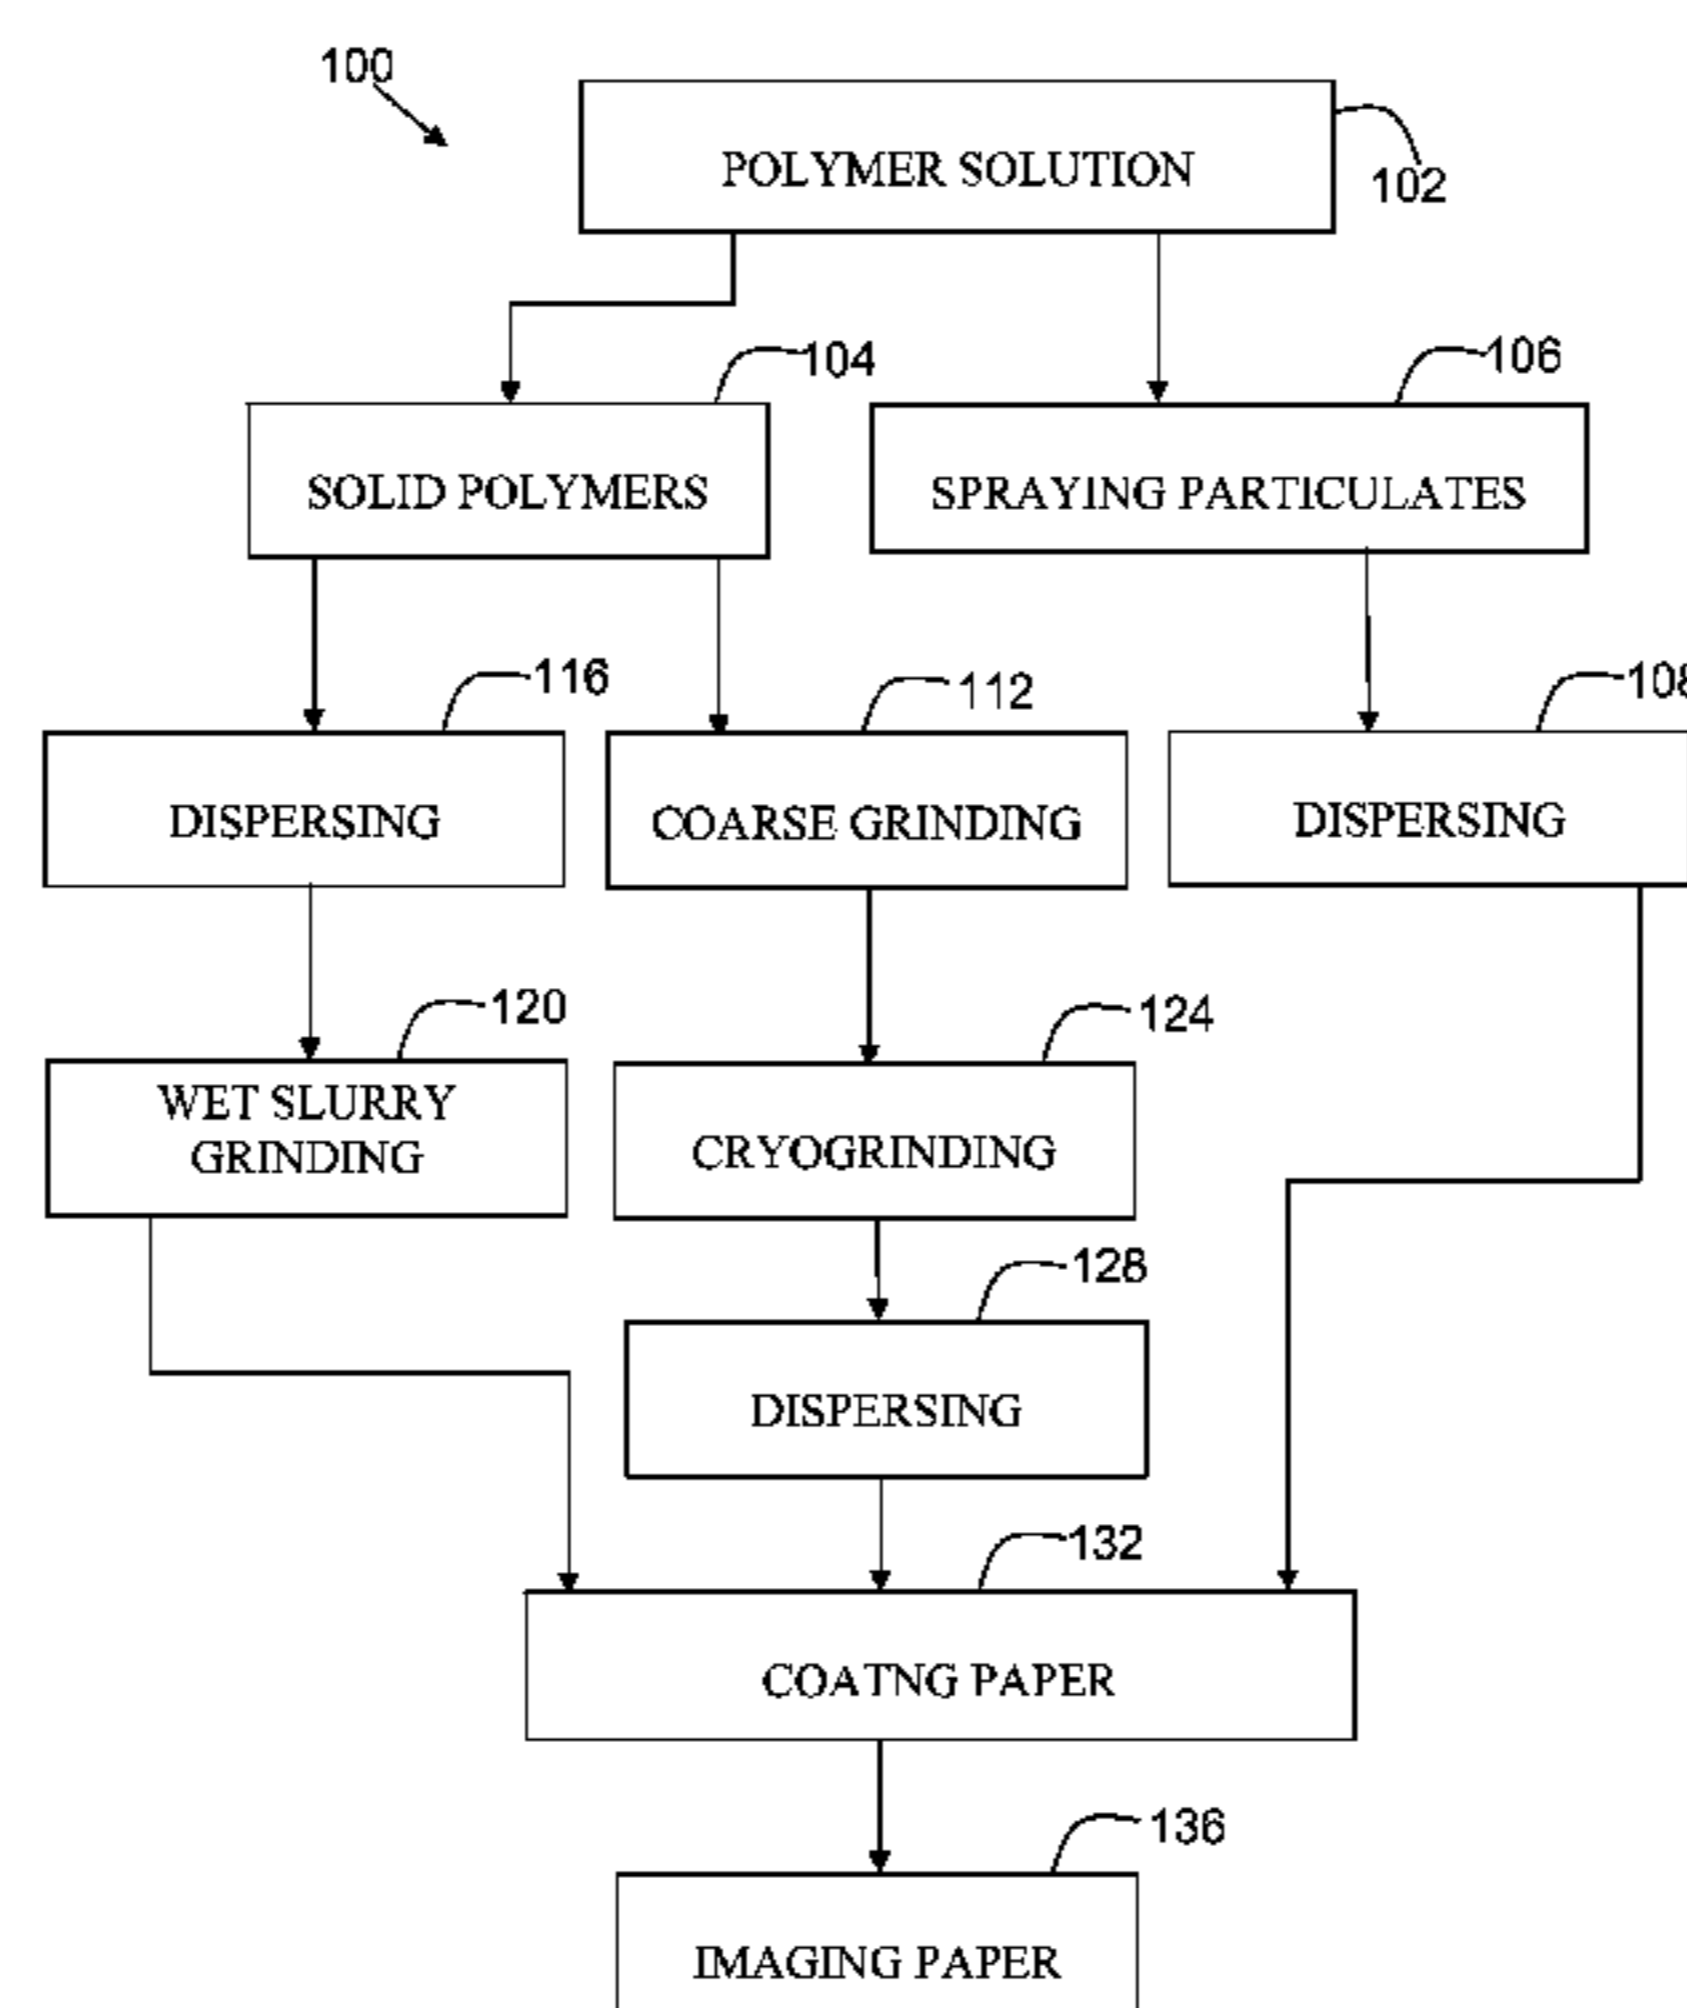 100
POLYMER SOLUTION
102
104
106
SOLID POLYMERS
SPRAYING PARTICULATES
116
112
108
DISPERSING
COARSE GRINDING
DISPERSING
120
124
WET SLURRY
GRINDING
CRYOGRINDING
128
DISPERSING
132
COATNG PAPER
136
IMAGING PAPER